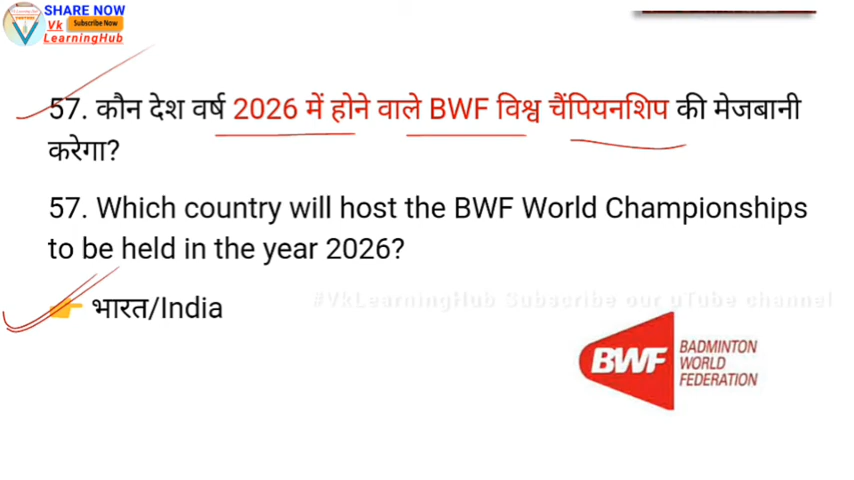 SHARE NOW
Vk
Subscribe Now
LearningHub
57. कौन देश वर्ष 2026 में होने वाले BWF विश्व चैंपियनशिप की मेजबानी
करेगा?
57. Which country will host the BWF World Championships
to be held in the year 2026?
👉 भारत/India
#VkLearningHub Subscribe our uTube channel
BWF
BADMINTON
WORLD
FEDERATION